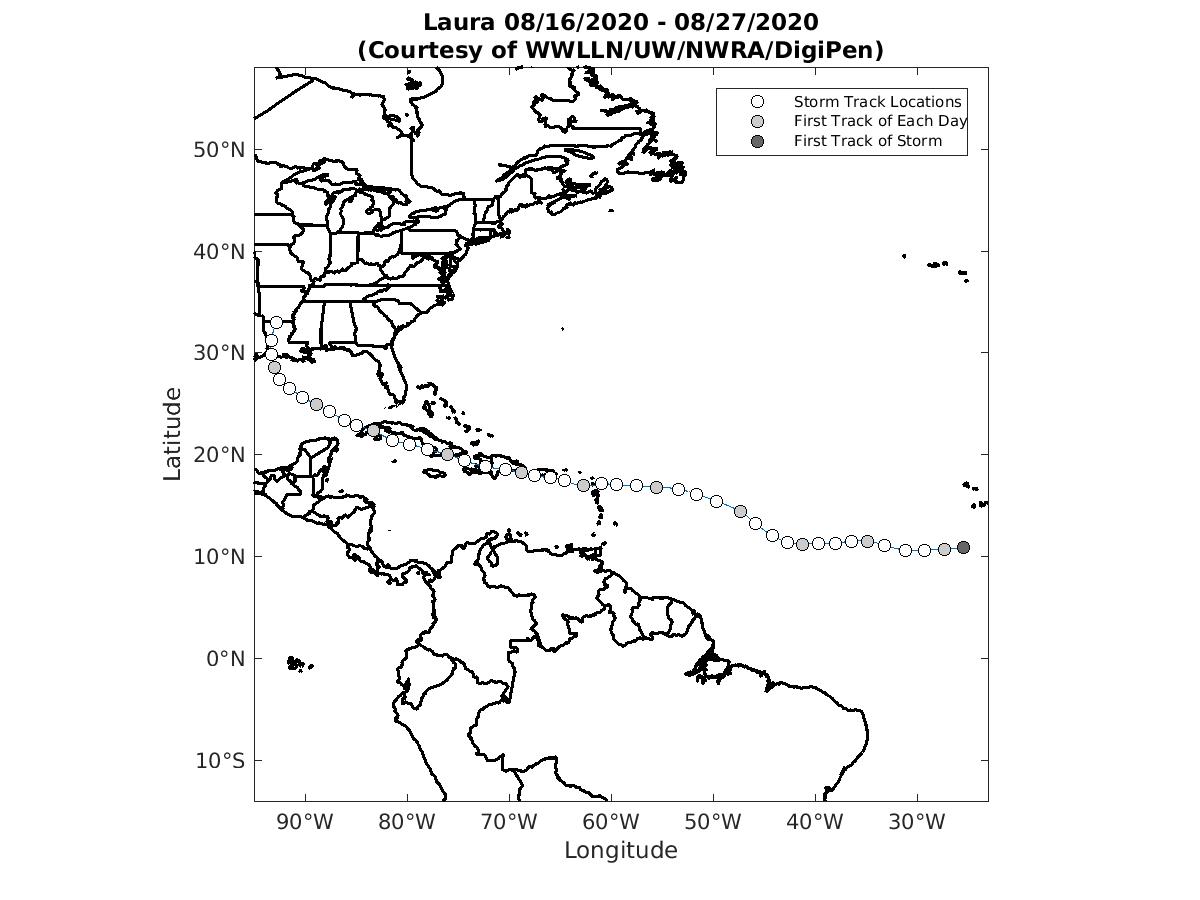 Laura 08/16/2020 - 08/27/2020
(Courtesy of WWLLN/UW/NWRA/DigiPen)
Storm Track Locations
First Track of Each Day
First Track of Storm
50°N
40°N
30°N
20°N
10°N
0°N
10°S
Latitude
90°W 80°W 70°W 60°W 50°W 40°W 30°W
Longitude